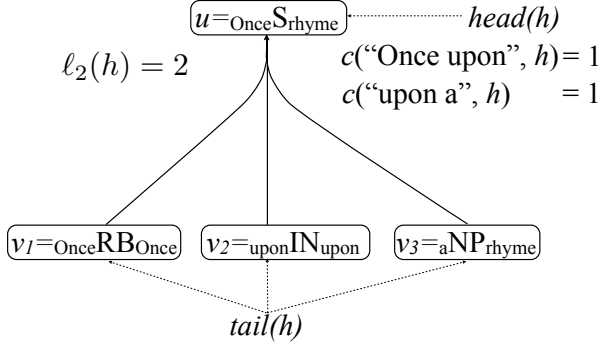 u=OnceSrhyme head(h)
ℓ2(h) = 2 c(“Once upon”, h) = 1
c(“upon a”, h) = 1
v1=OnceRBOnce v2=uponINupon v3=aNPrhyme
tail(h)